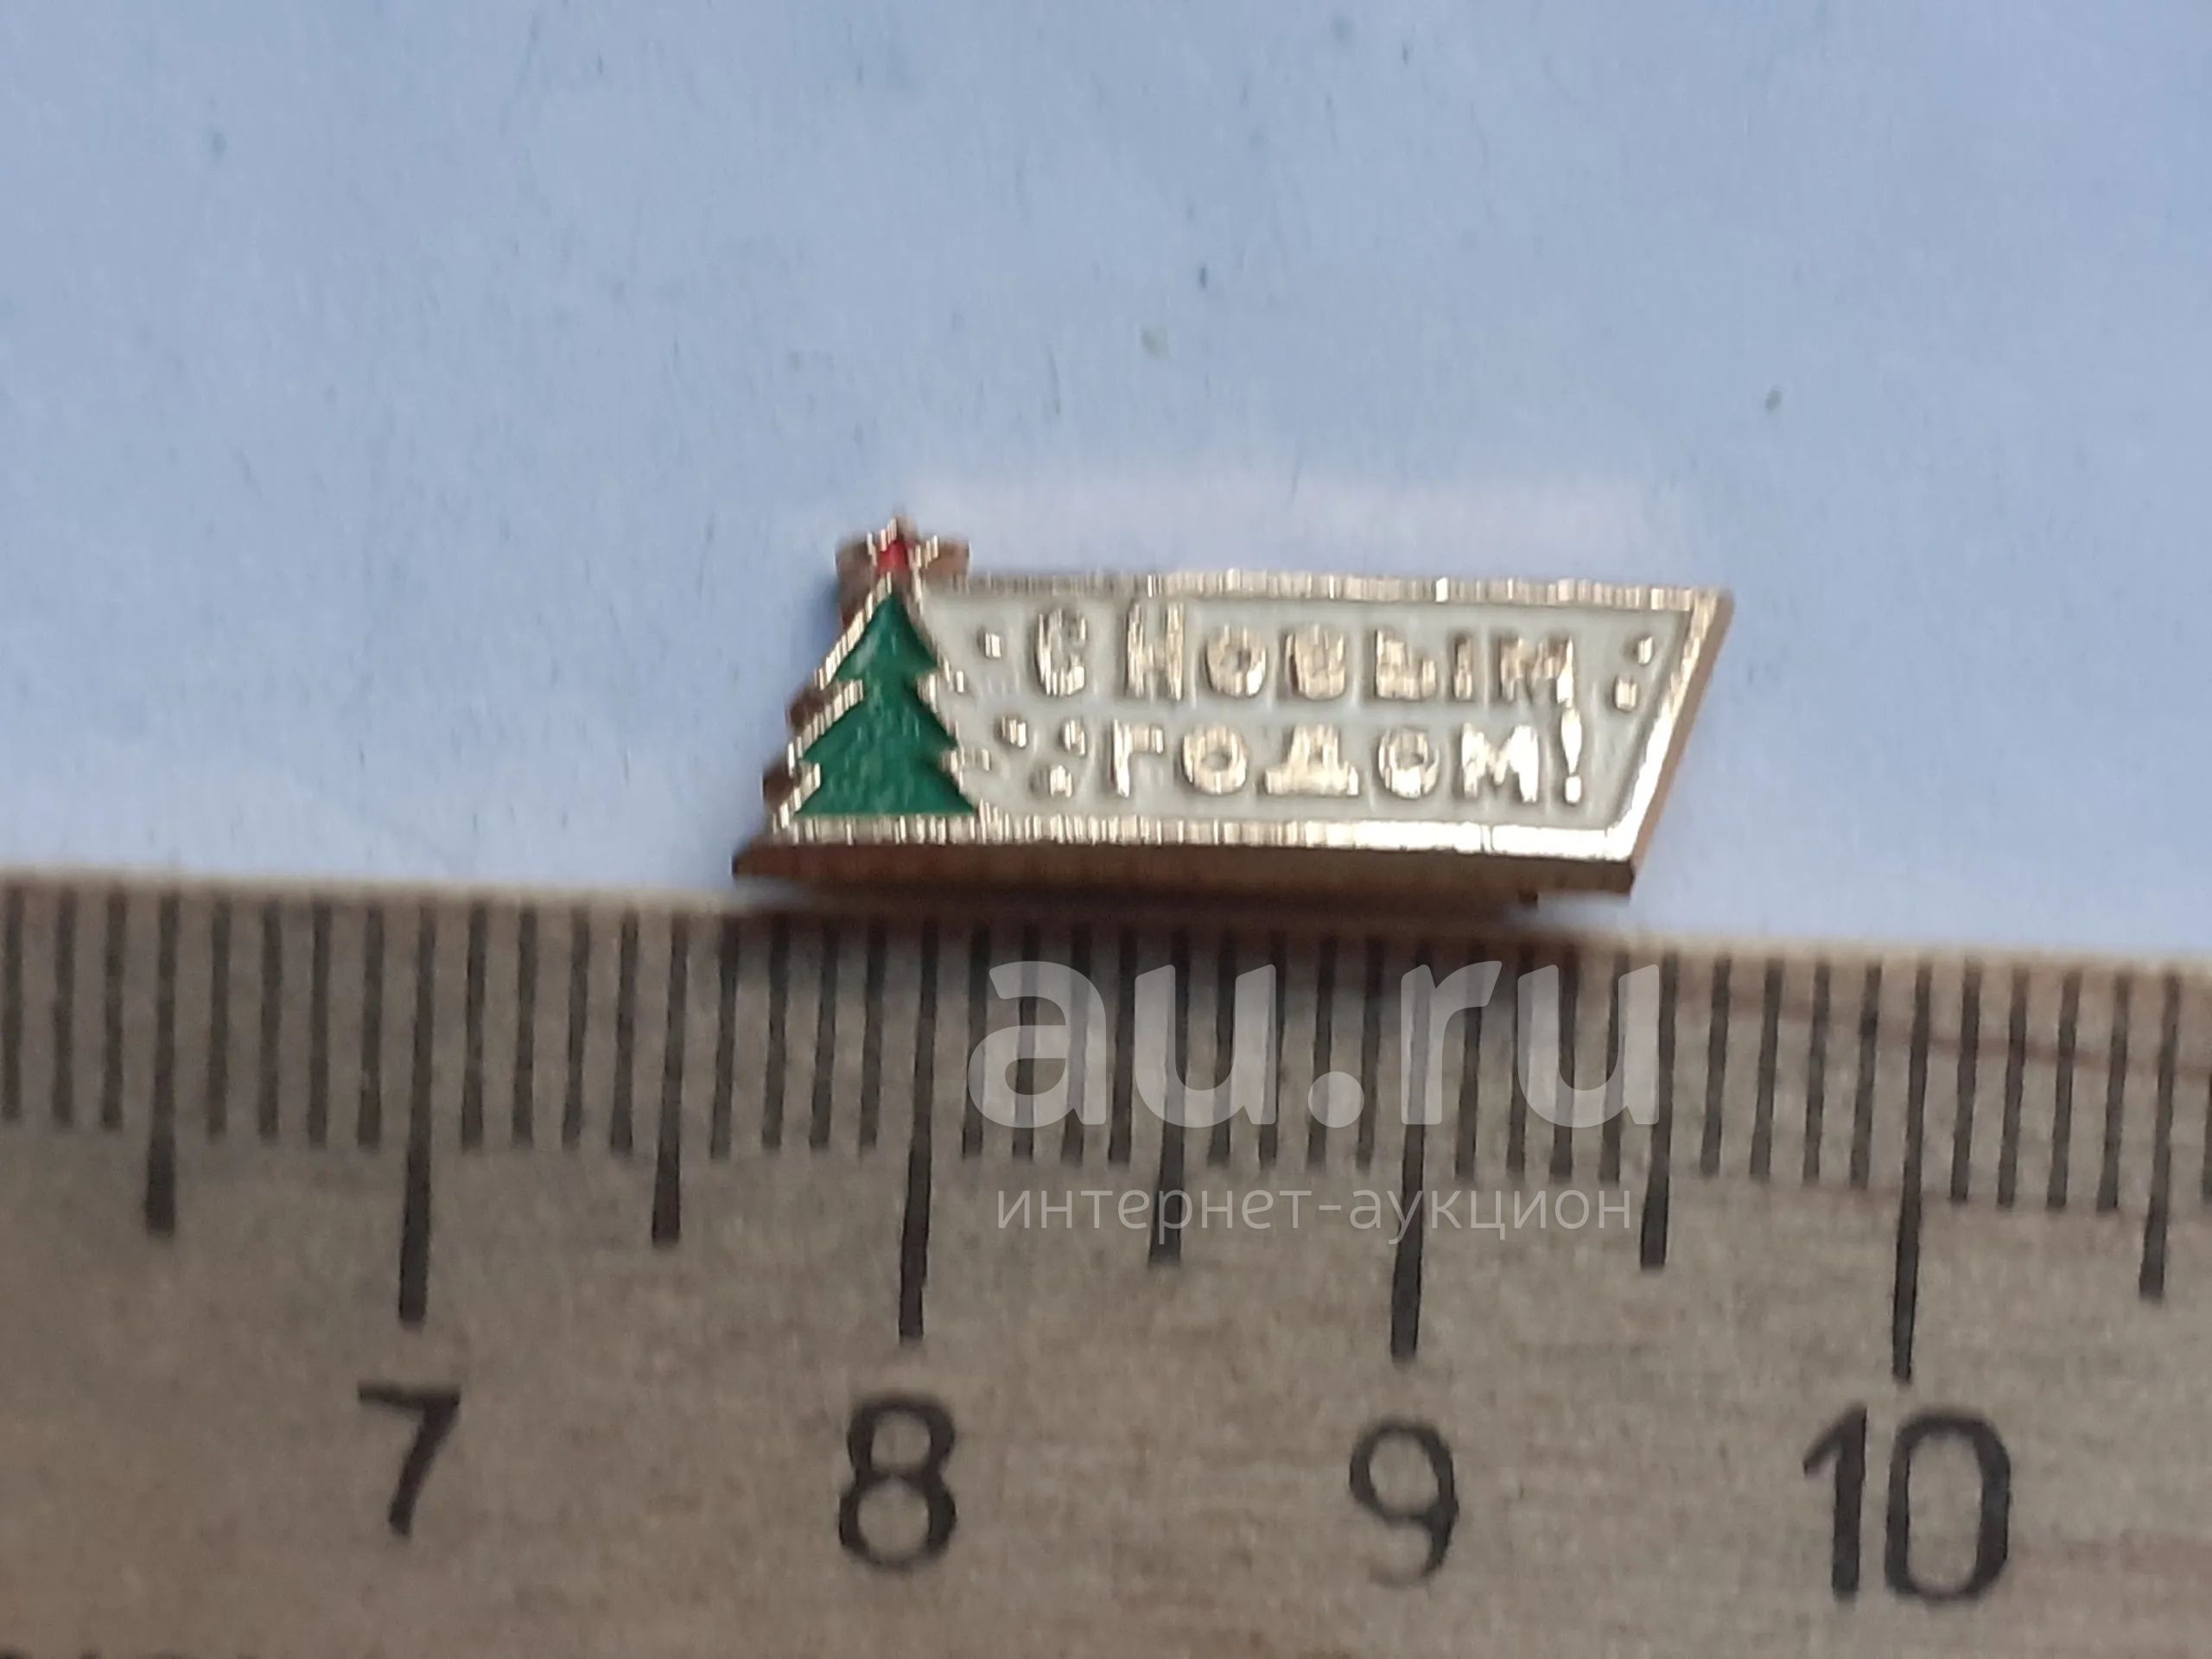 С Новым
годом!
au.ru
интернет-аукцион
7 8 9 10